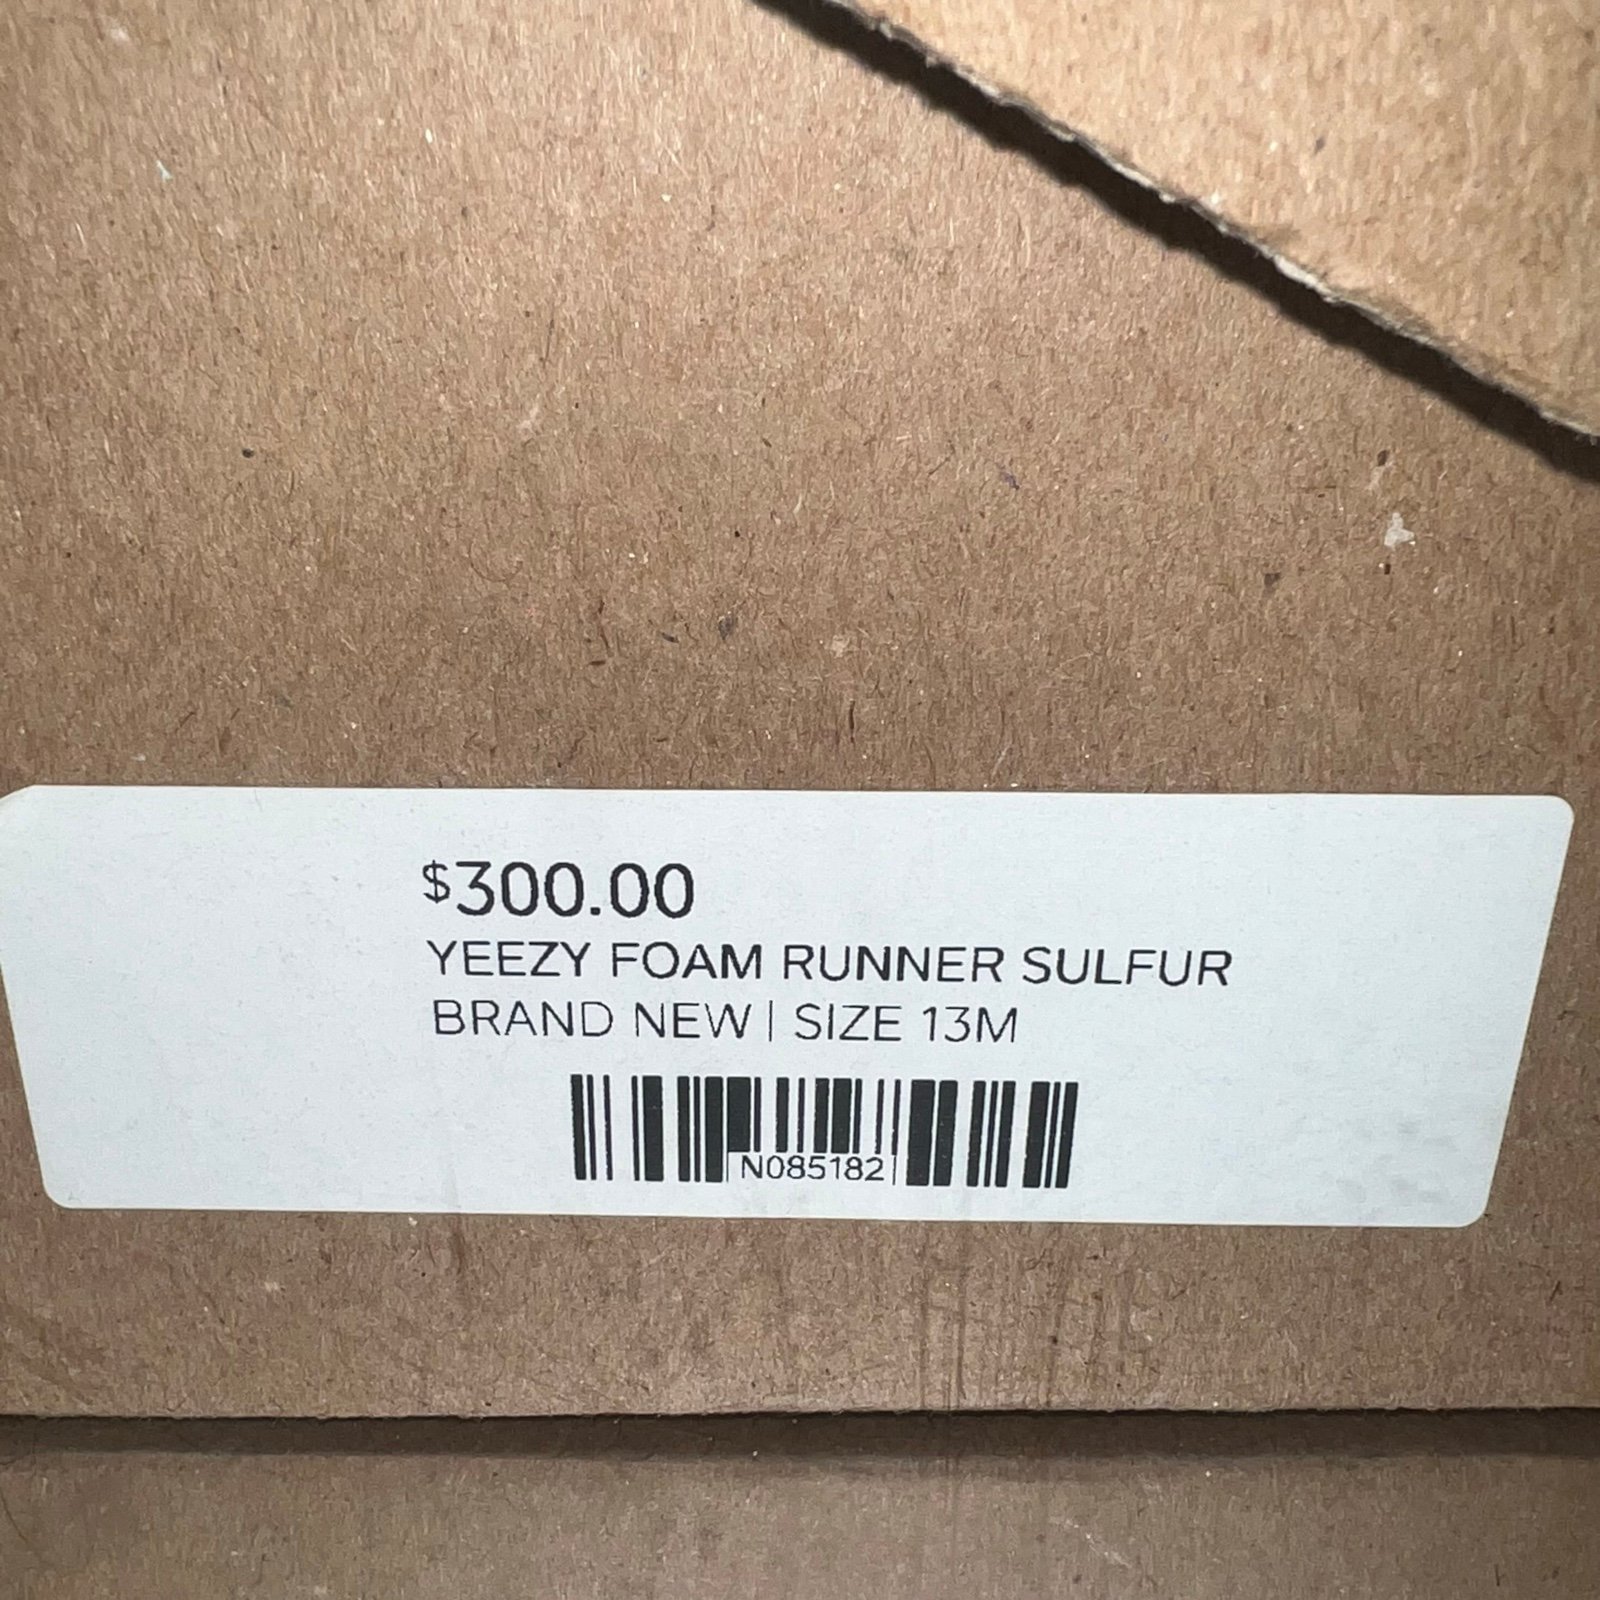 $300.00
YEEZY FOAM RUNNER SULFUR
BRAND NEW | SIZE 13M
N085182